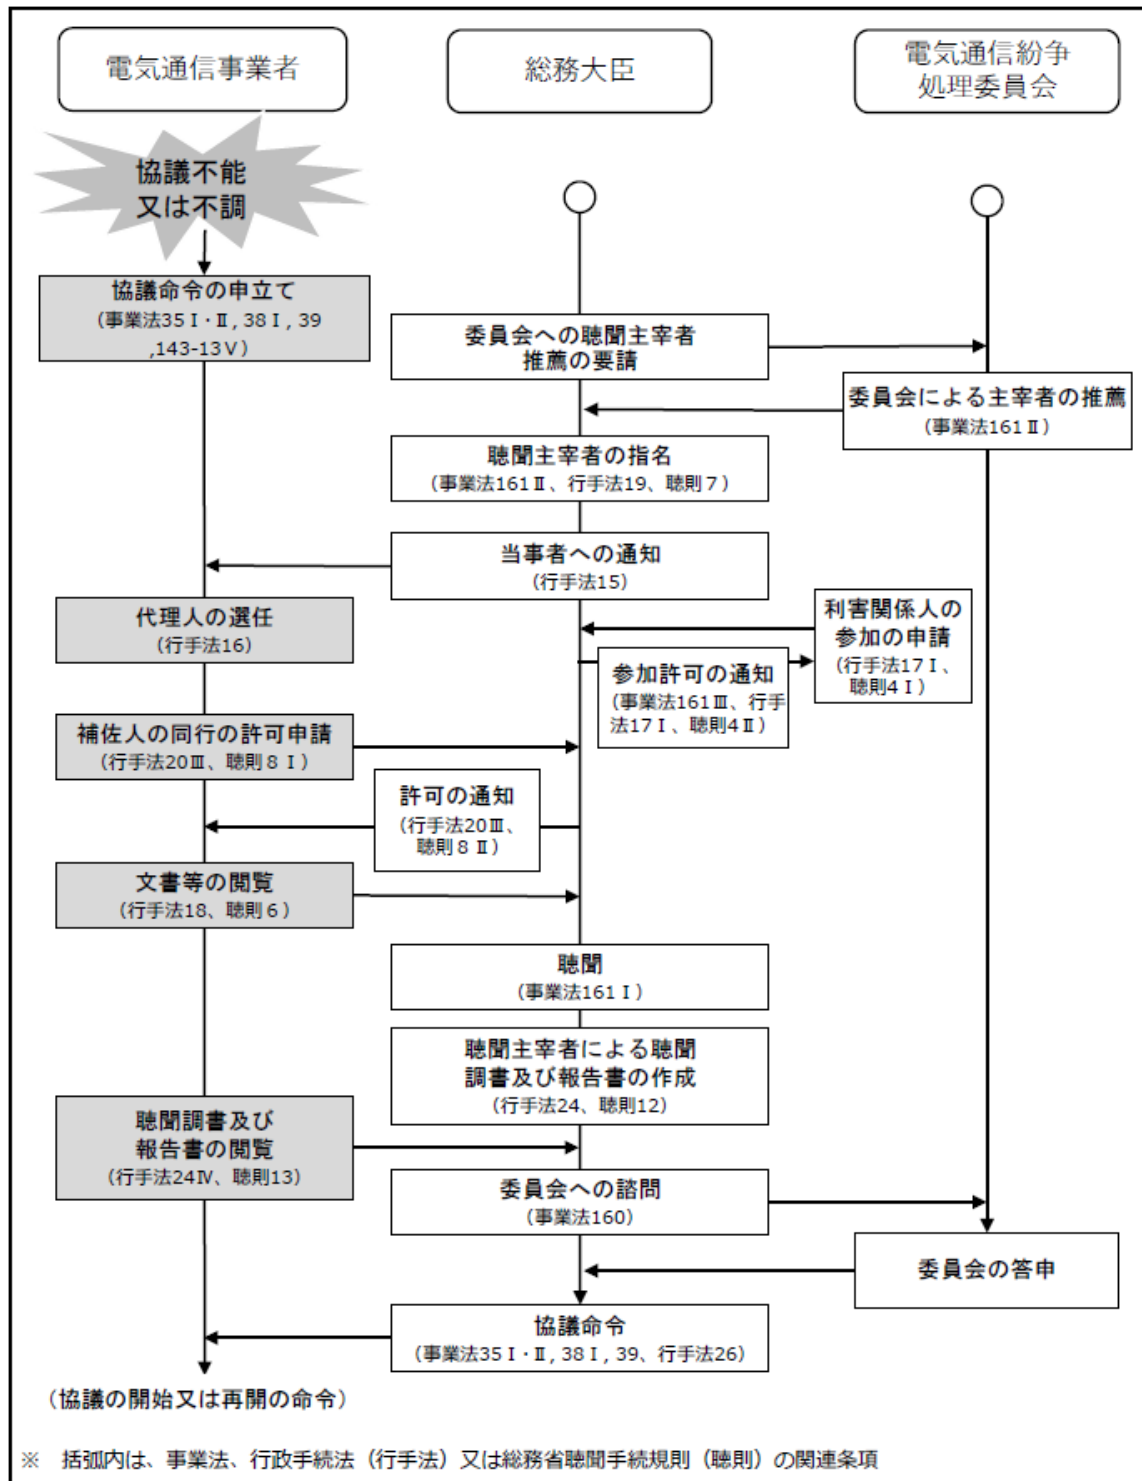 電気通信事業者
総務大臣
電気通信紛争
処理委員会
協議不能
又は不調
協議命令の申立て
（事業法35Ⅰ・Ⅱ, 38Ⅰ, 39
,143-13Ⅴ）
委員会への聴聞主宰者
推薦の要請
委員会による主宰者の推薦
（事業法161Ⅱ）
聴聞主宰者の指名
（事業法161Ⅱ、行手法19、聴則７）
当事者への通知
（行手法15）
代理人の選任
（行手法16）
利害関係人の
参加の申請
（行手法17Ⅰ、
聴則4Ⅰ）
参加許可の通知
（事業法161Ⅲ、行手
法17Ⅰ、聴則4Ⅱ）
補佐人の同行の許可申請
（行手法20Ⅲ、聴則８Ⅰ）
許可の通知
（行手法20Ⅲ、
聴則８Ⅱ）
文書等の閲覧
（行手法18、聴則６）
聴聞
（事業法161Ⅰ）
聴聞主宰者による聴聞
調書及び報告書の作成
（行手法24、聴則12）
聴聞調書及び
報告書の閲覧
（行手法24Ⅳ、聴則13）
委員会への諮問
（事業法160）
委員会の答申
協議命令
（事業法35Ⅰ・Ⅱ, 38Ⅰ, 39、行手法26）
（協議の開始又は再開の命令）
※　括弧内は、事業法、行政手続法（行手法）又は総務省聴聞手続規則（聴則）の関連条項